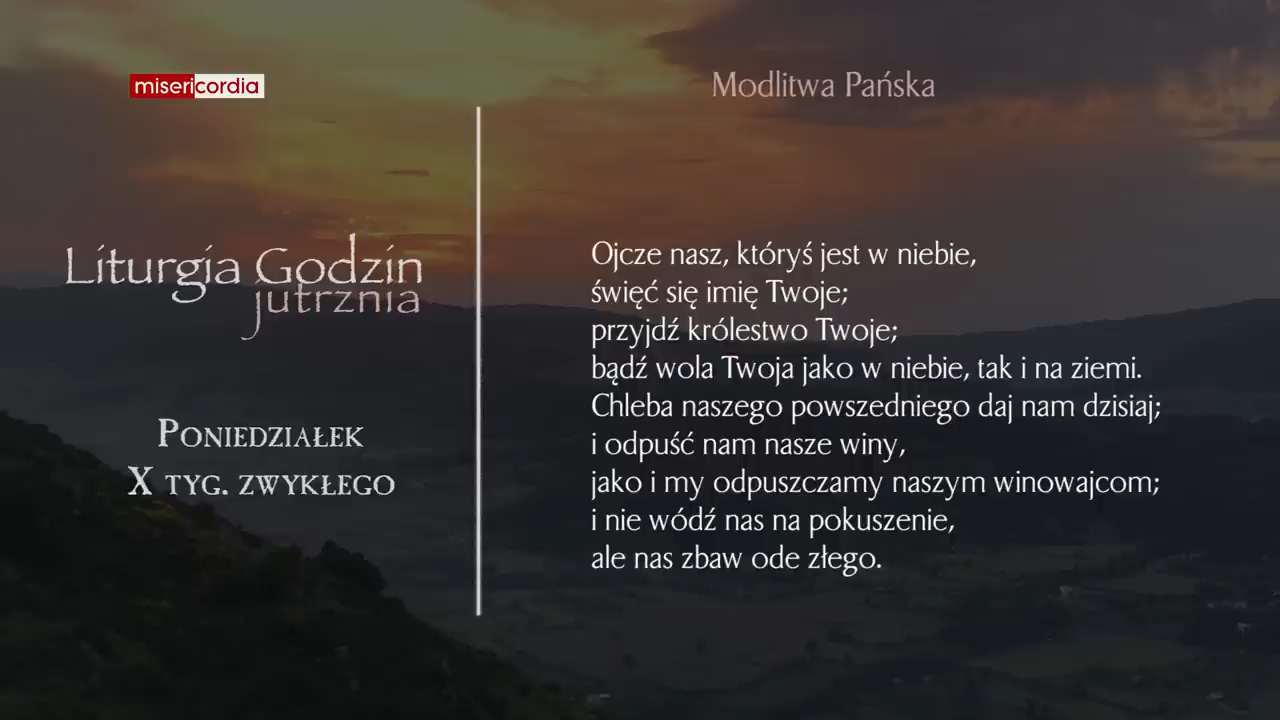 misericordia
Liturgia Godzin
jutrznia
Poniedziałek
X tyg. zwykłego
Modlitwa Pańska
Ojcze nasz, któryś jest w niebie,
święć się imię Twoje;
przyjdź królestwo Twoje;
bądź wola Twoja jako w niebie, tak i na ziemi.
Chleba naszego powszedniego daj nam dzisiaj;
i odpuść nam nasze winy,
jako i my odpuszczamy naszym winowajcom;
i nie wódź nas na pokuszenie,
ale nas zbaw ode złego.